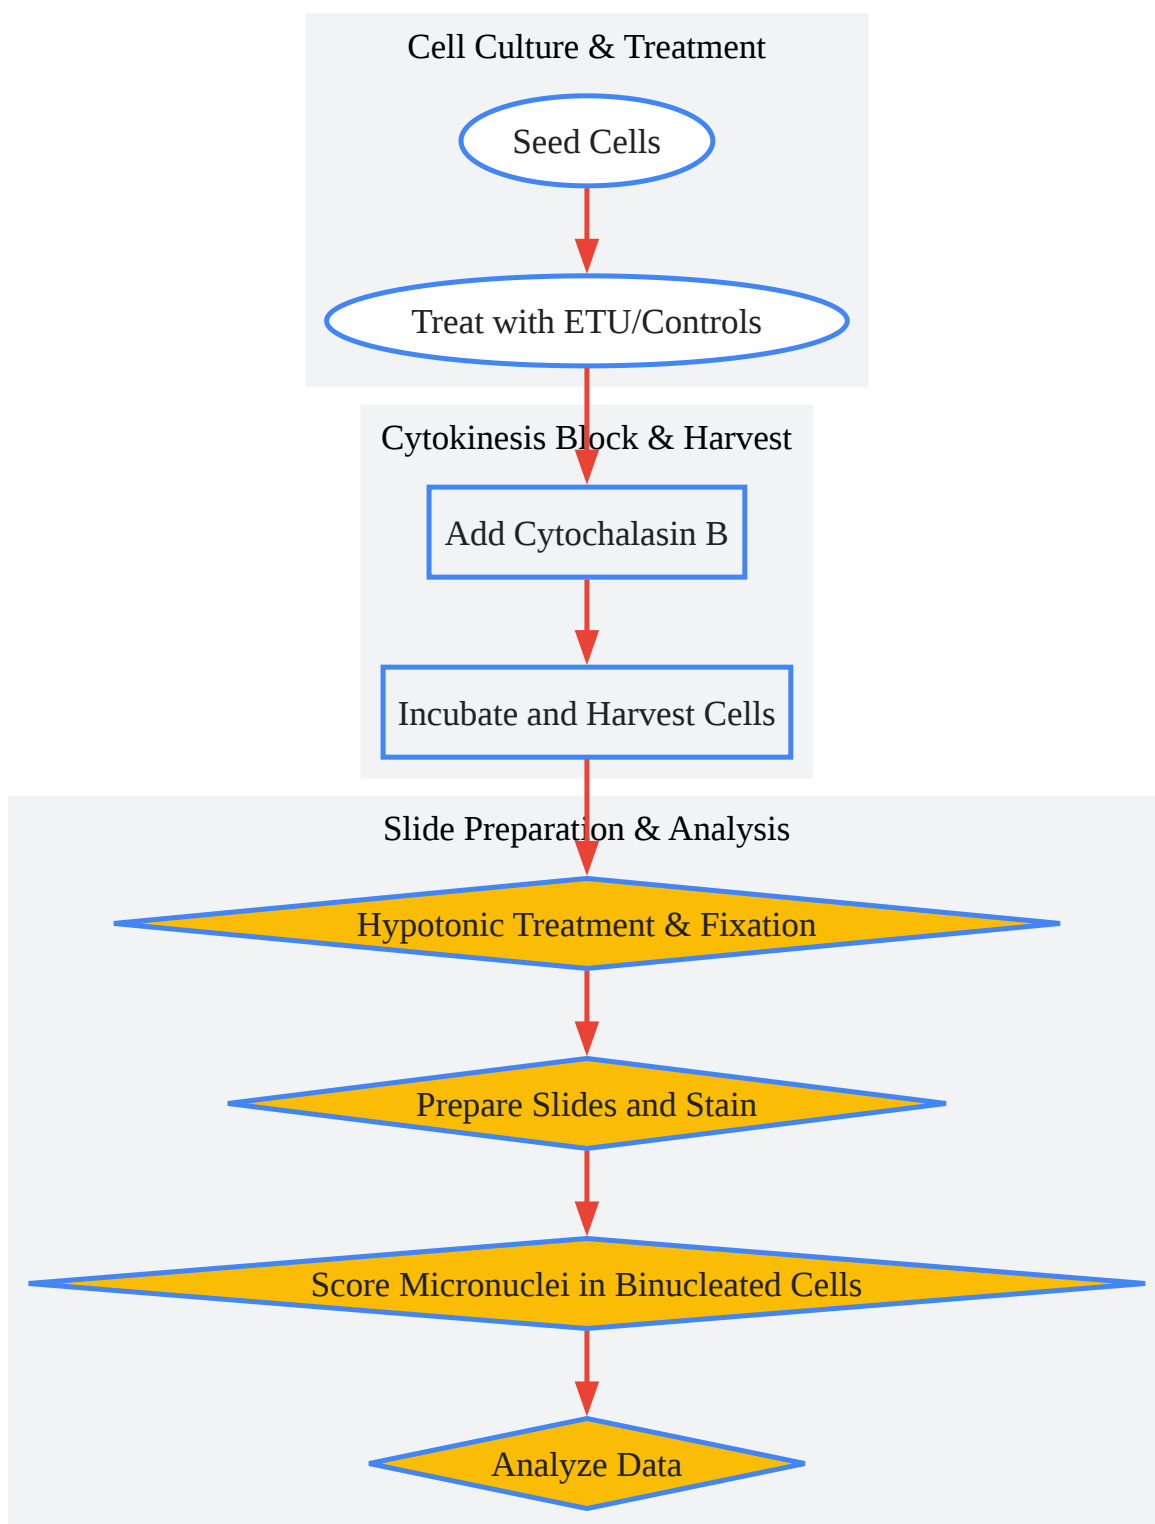 Cell Culture & Treatment
Seed Cells
Treat with ETU/Controls
Cytokinesis Block & Harvest
Add Cytochalasin B
Incubate and Harvest Cells
Slide Preparation & Analysis
Hypotonic Treatment & Fixation
Prepare Slides and Stain
Score Micronuclei in Binucleated Cells
Analyze Data